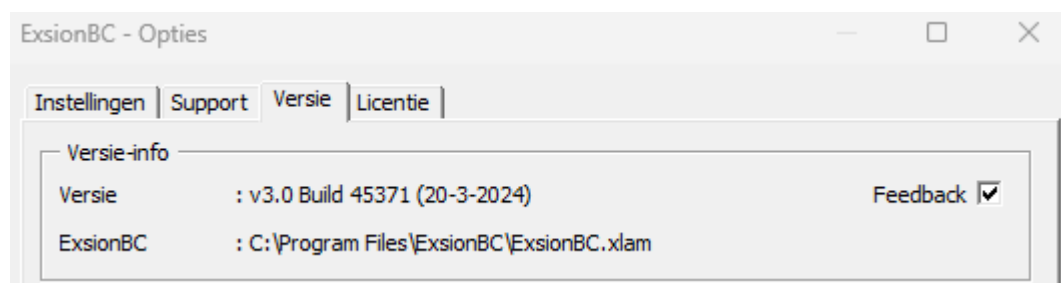 ExsionBC - Opties
Instellingen Support Versie Licentie
Versie-info
Versie : v3.0 Build 45371 (20-3-2024) Feedback
ExsionBC : C:\Program Files\ExsionBC\ExsionBC.xlam